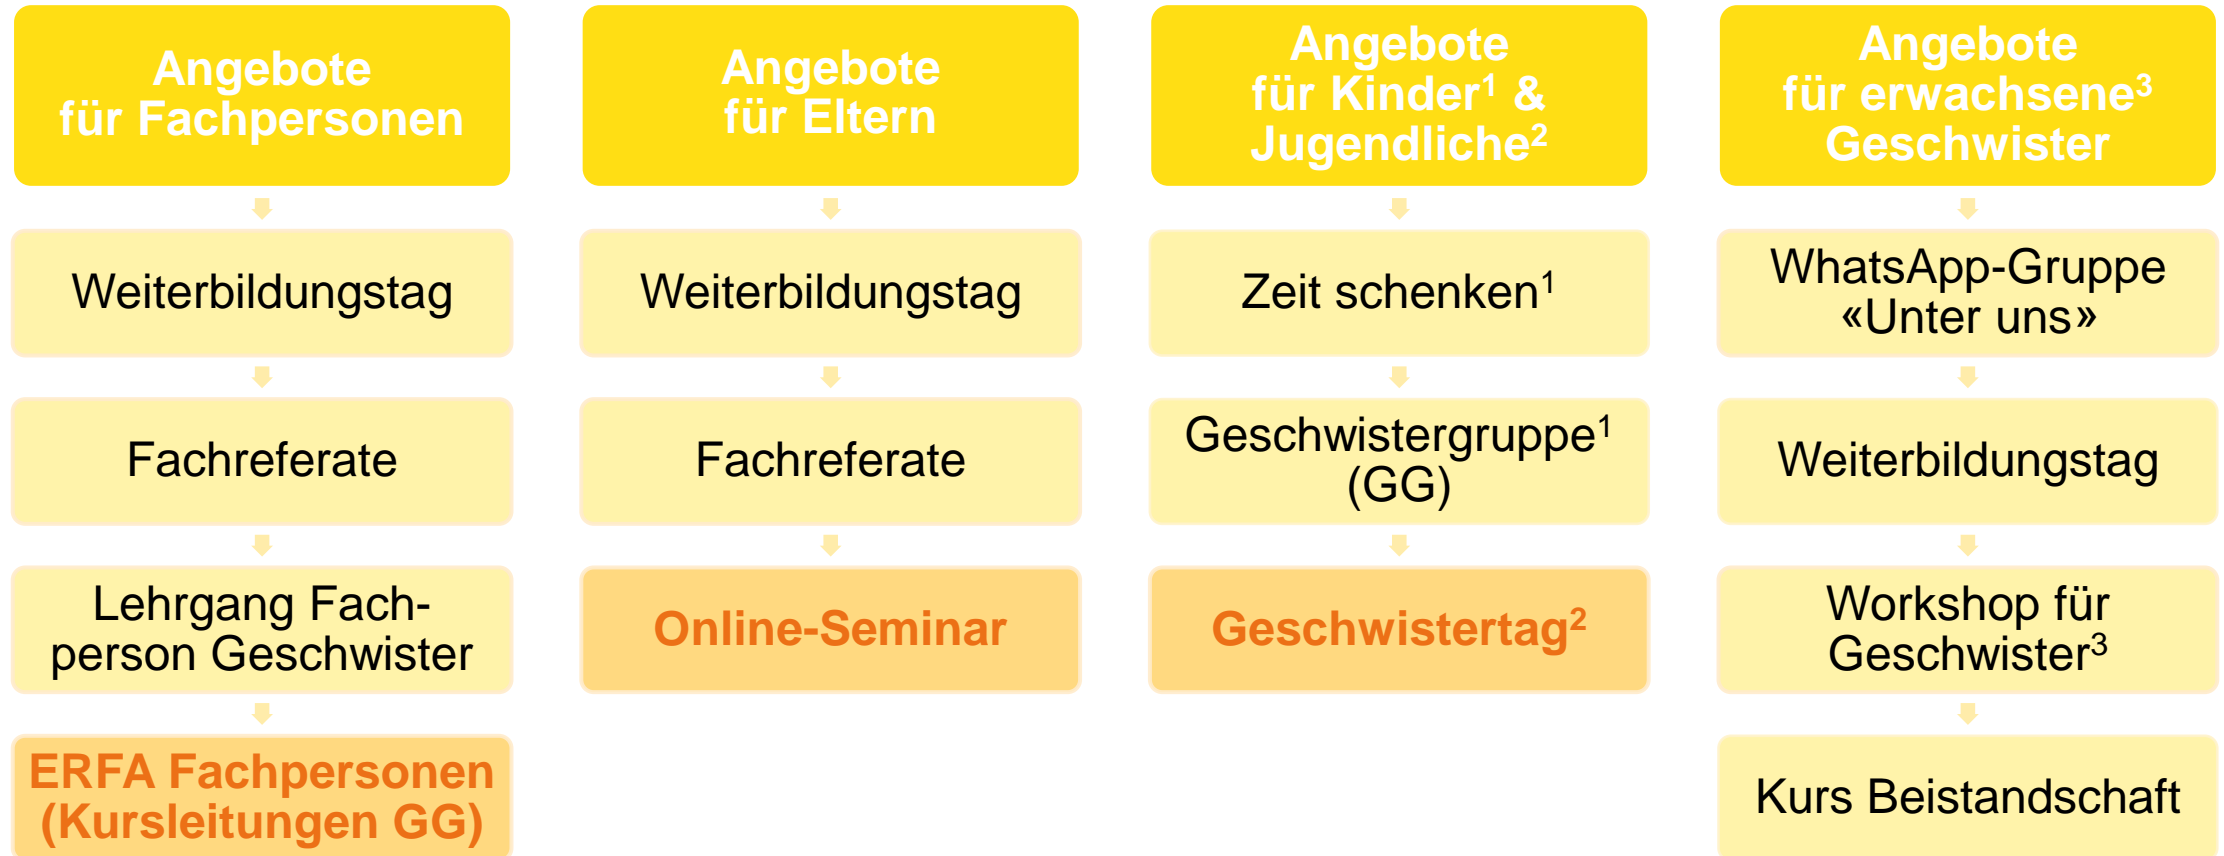 Angebote
für Fachpersonen
Weiterbildungstag
Fachreferate
Lehrgang Fach-
person Geschwister
ERFA Fachpersonen
(Kursleitungen GG)
Angebote
für Eltern
Weiterbildungstag
Fachreferate
Online-Seminar
Angebote
für Kinder¹ &
Jugendliche²
Zeit schenken¹
Geschwistergruppe¹
(GG)
Geschwistertag²
Angebote
für erwachsene³
Geschwister
WhatsApp-Gruppe
«Unter uns»
Weiterbildungstag
Workshop für
Geschwister³
Kurs Beistandschaft